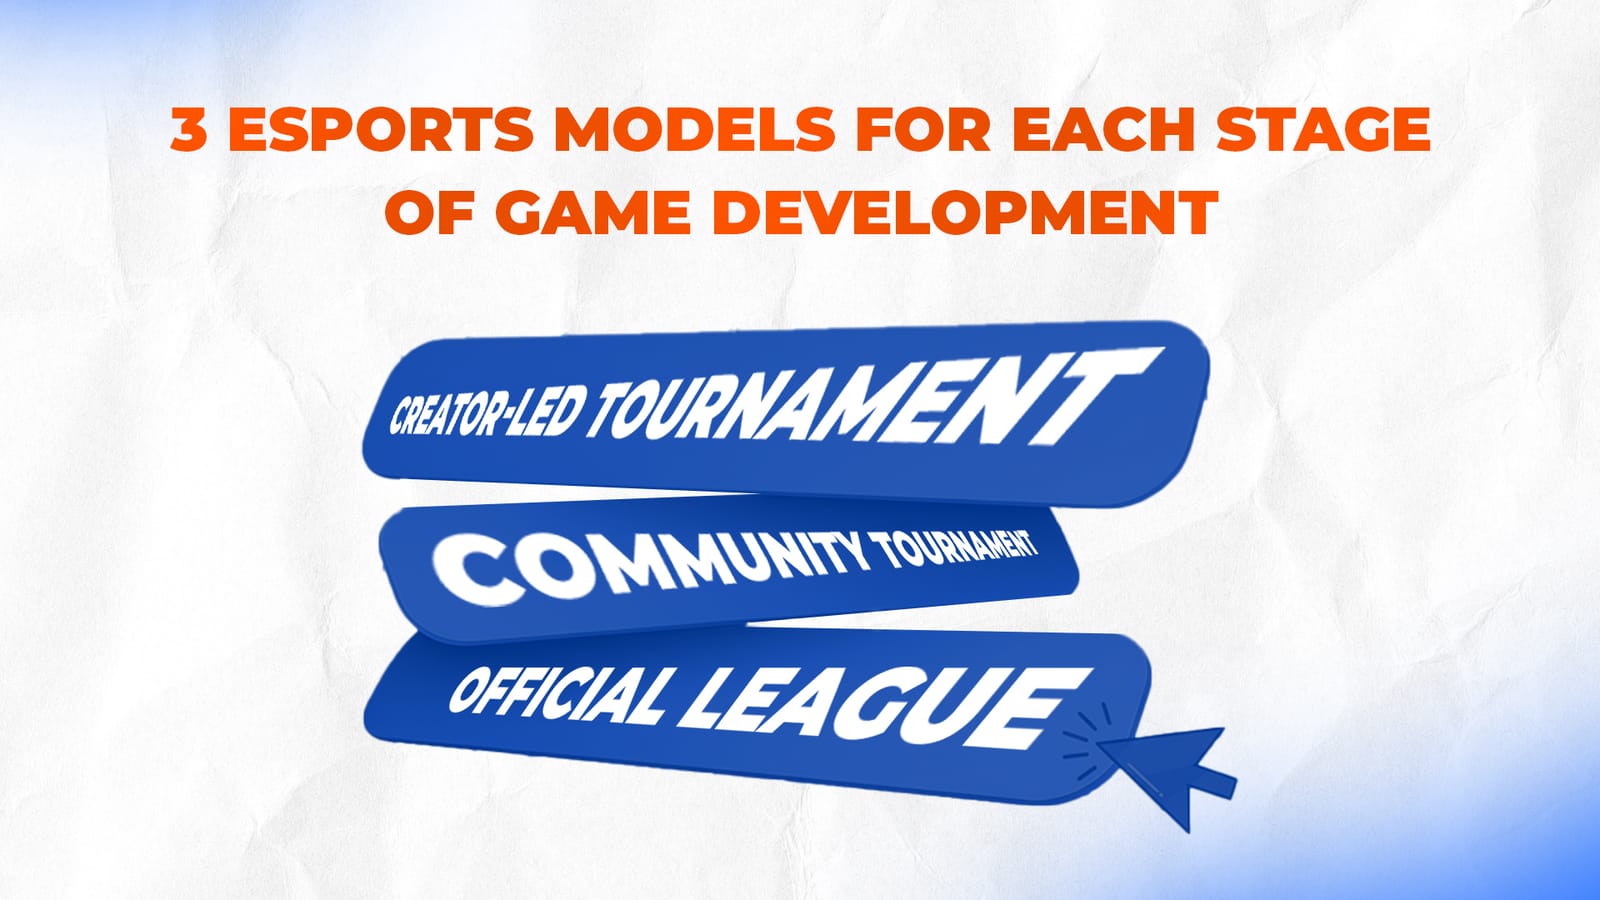 3 ESPORTS MODELS FOR EACH STAGE
OF GAME DEVELOPMENT
CREATOR-LED TOURNAMENT
COMMUNITY TOURNAMENT
OFFICIAL LEAGUE